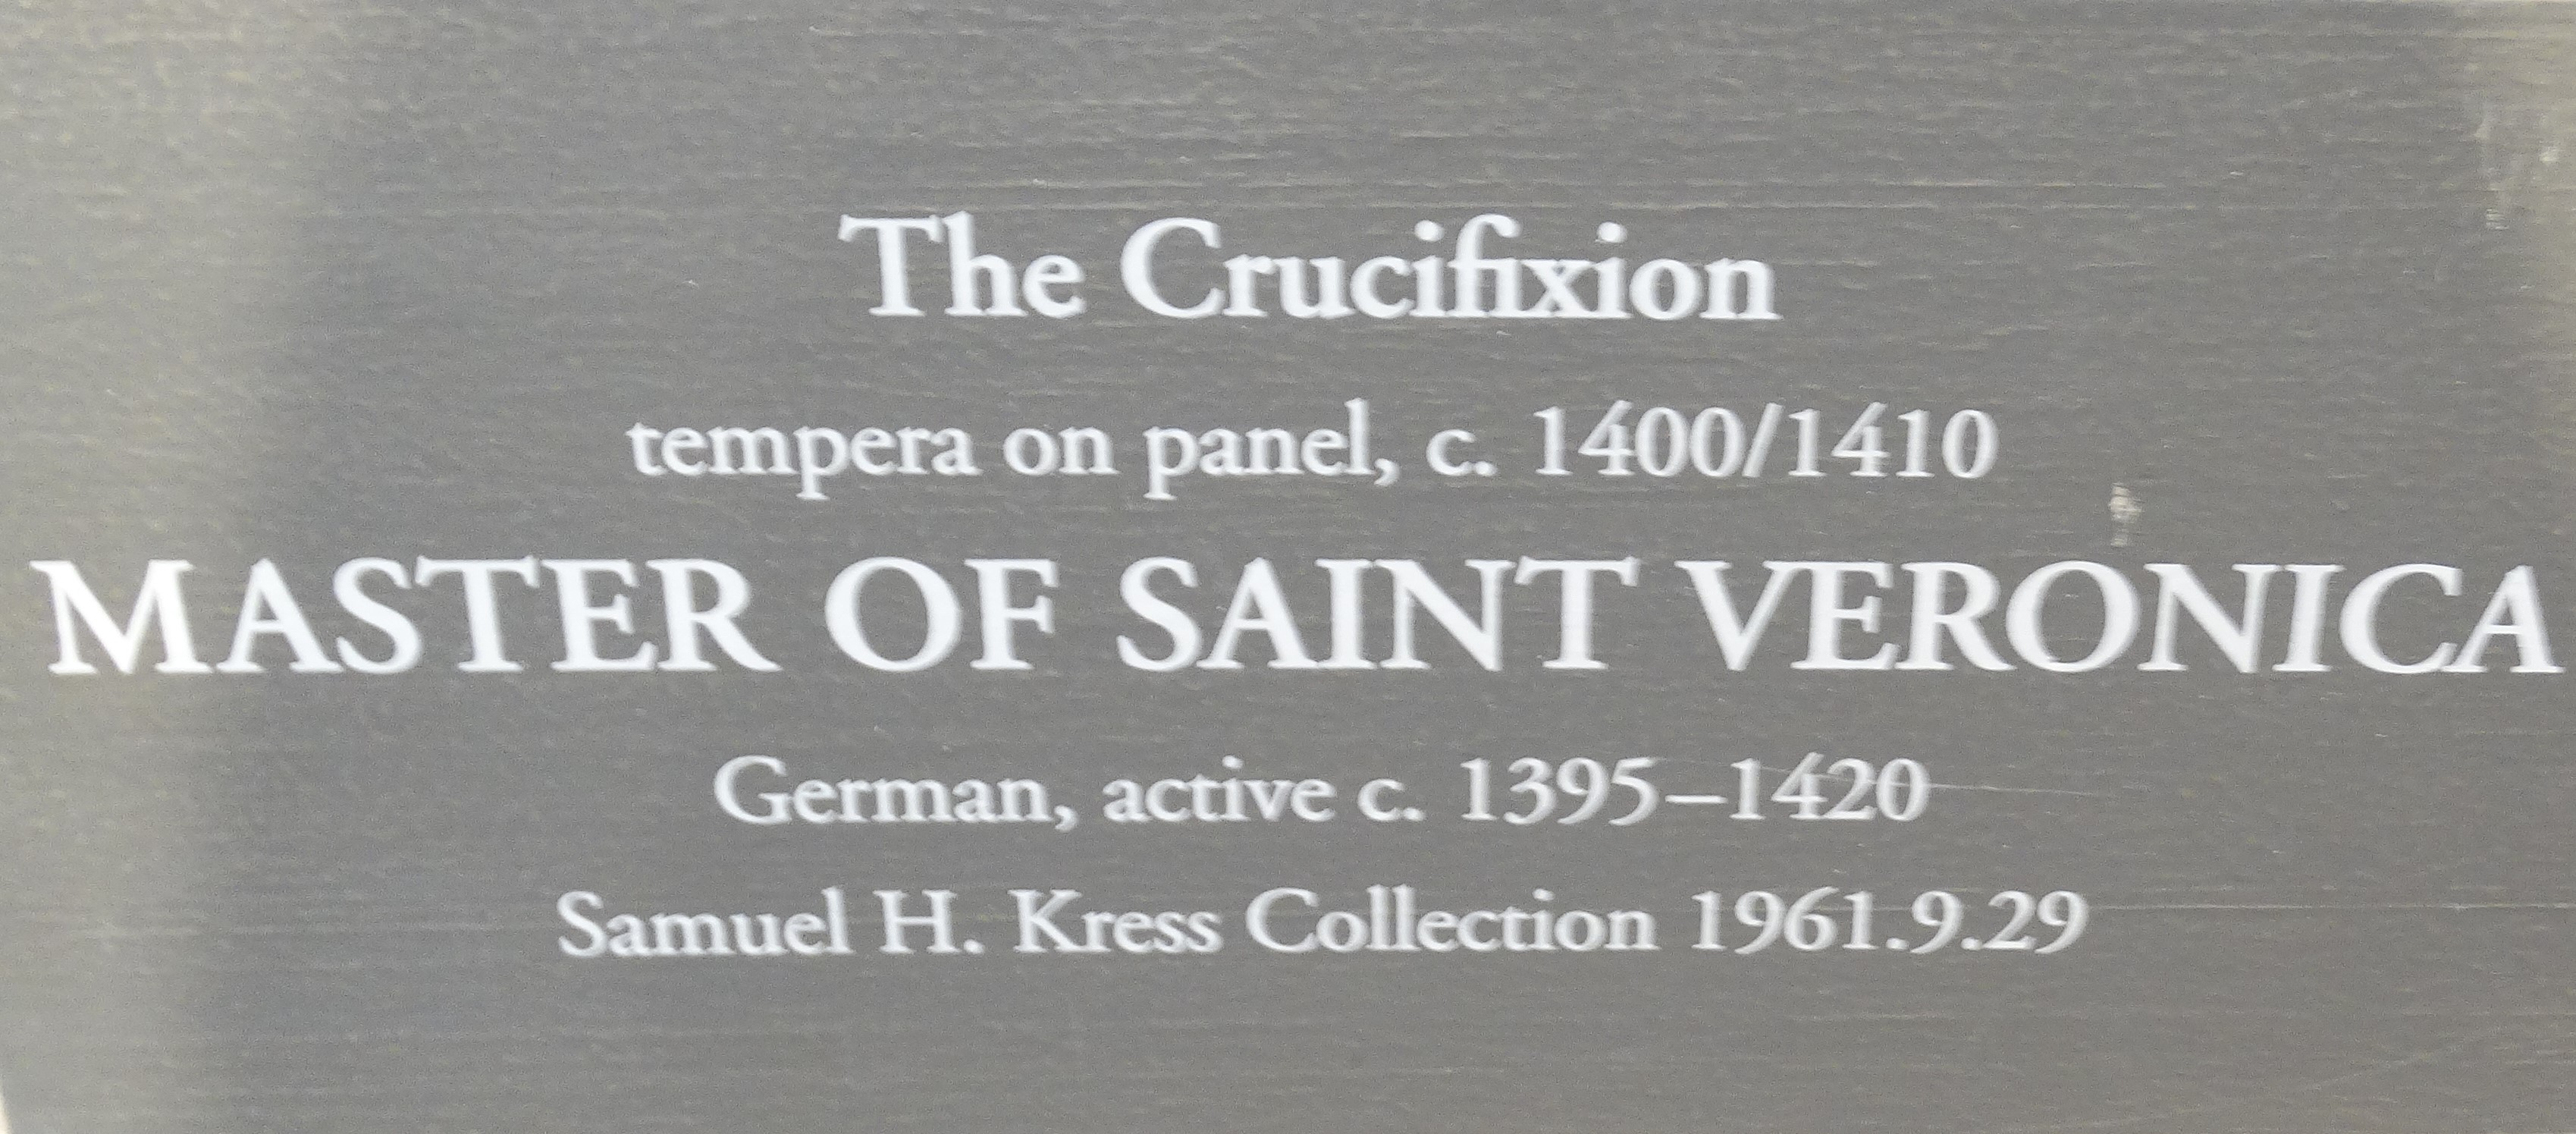 The Crucifixion
tempera on panel, c. 1400/1410
MASTER OF SAINT VERONICA
German, active c. 1395–1420
Samuel H. Kress Collection 1961.9.29